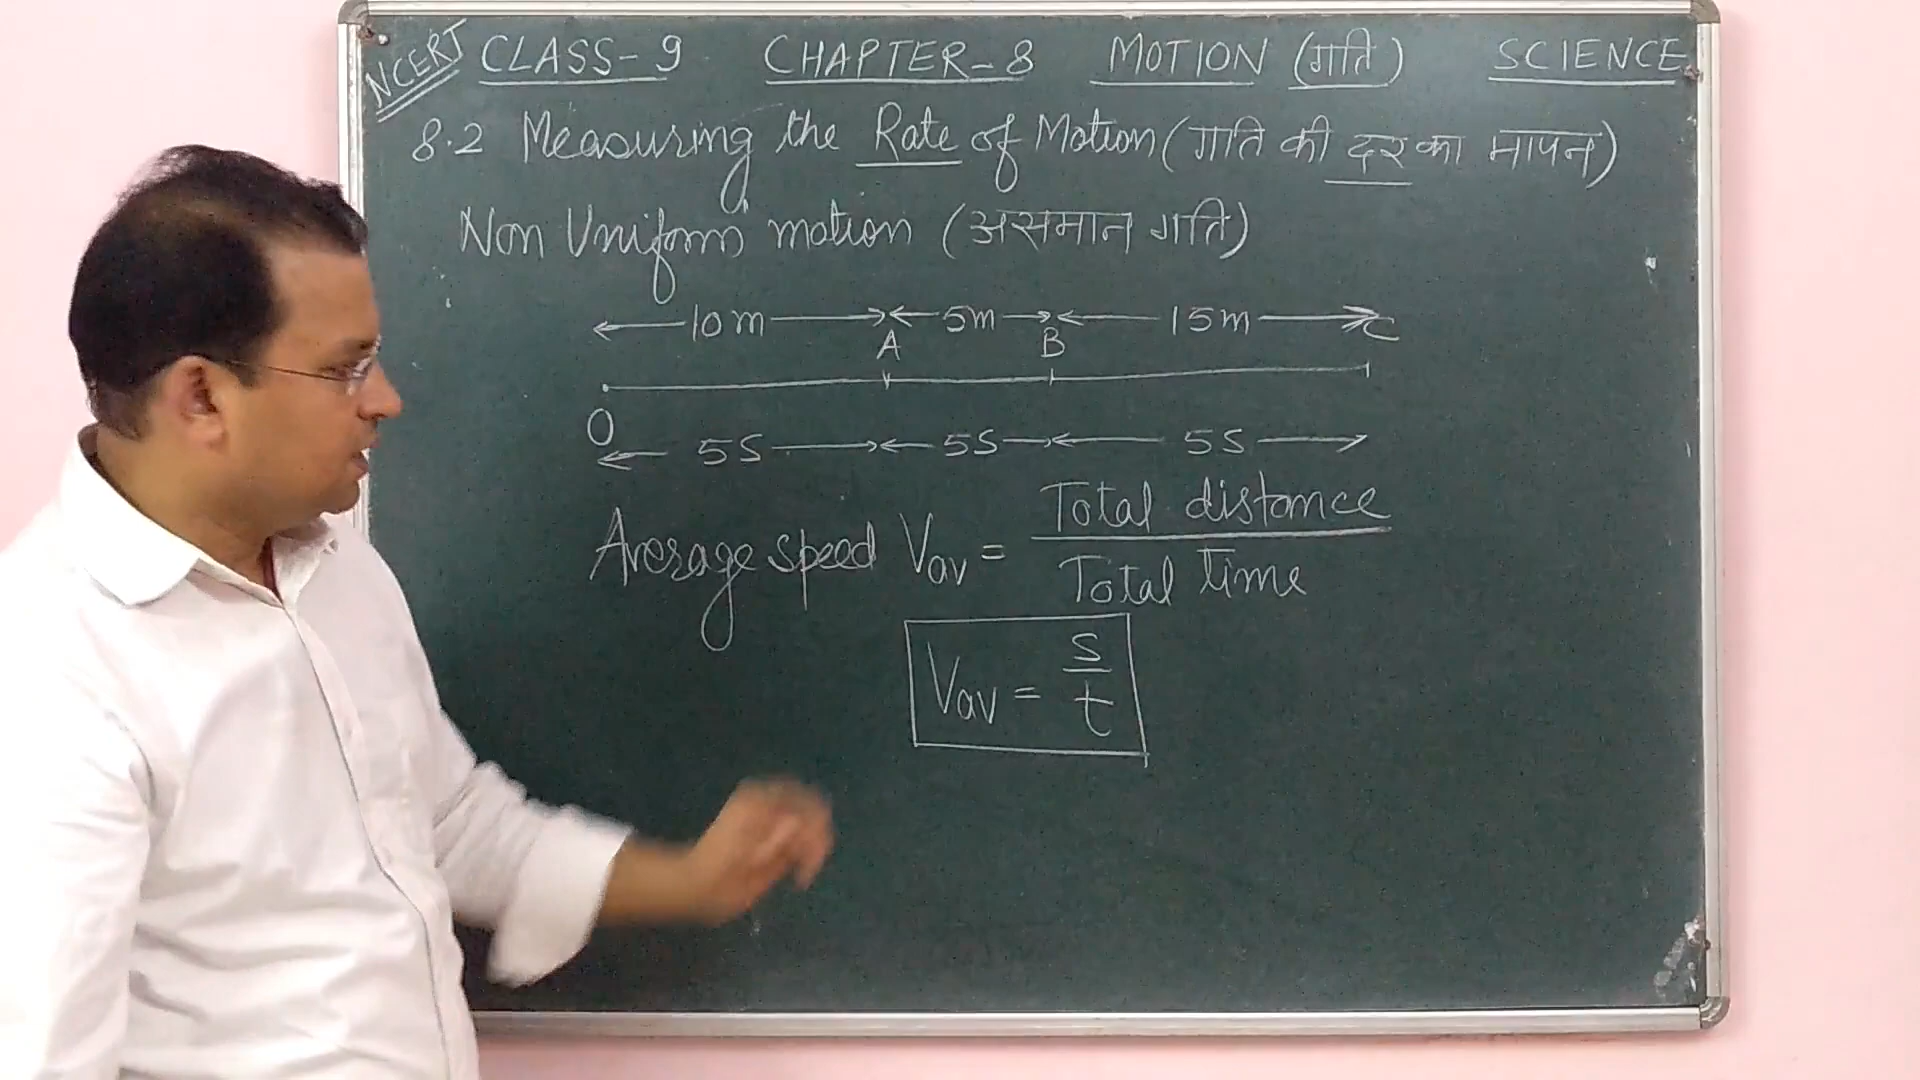 NCERT CLASS-9 CHAPTER-8 MOTION (गति) SCIENCE
8.2 Measuring the Rate of Motion (गति की दर का मापन)
Non Uniform motion (असमान गति)
10m 5m 15m
A B C
O
5S 5S 5S
Average speed Vav = Total distance
Total time
Vav = s
t